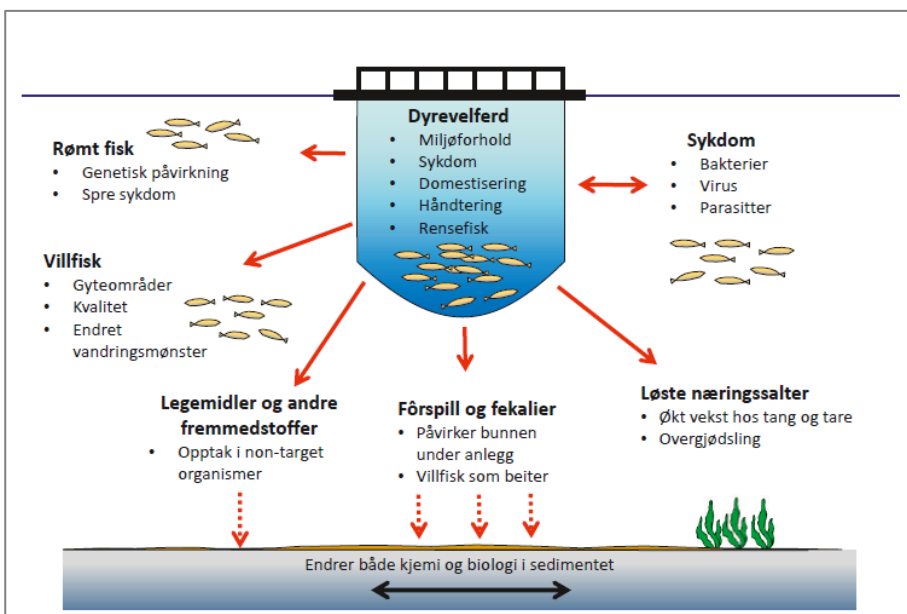 Dyrevelferd
• Miljøforhold
• Sykdom
• Domestisering
• Håndtering
• Rensefisk
Rømt fisk
• Genetisk påvirkning
• Spre sykdom
Sykdom
• Bakterier
• Virus
• Parasitter
Villfisk
• Gyteområder
• Kvalitet
• Endret
vandringsmønster
Legemidler og andre
fremmedstoffer
• Opptak i non-target
organismer
Fôrspill og fekalier
• Påvirker bunnen
under anlegg
• Villfisk som beiter
Løste næringssalter
• Økt vekst hos tang og tare
• Overgjødsling
Endrer både kjemi og biologi i sedimentet